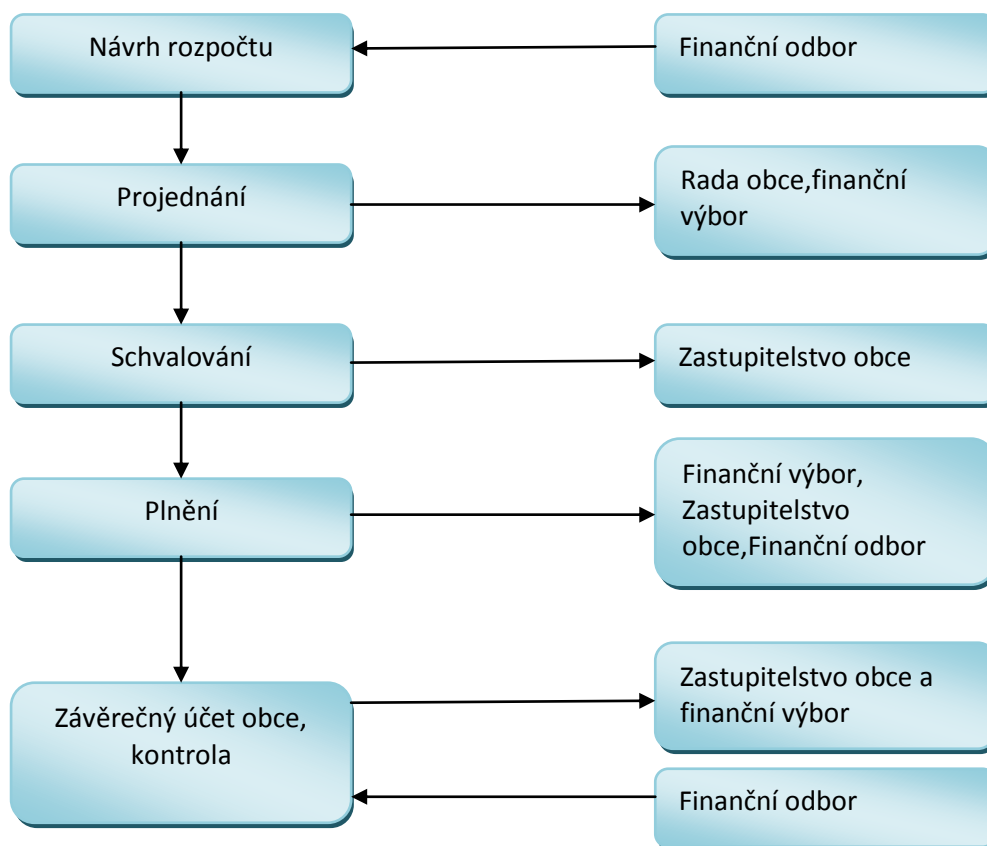 Návrh rozpočtu
Finanční odbor
Projednání
Rada obce,finanční
výbor
Schvalování
Zastupitelstvo obce
Plnění
Finanční výbor,
Zastupitelstvo
obce,Finanční odbor
Závěrečný účet obce,
kontrola
Zastupitelstvo obce a
finanční výbor
Finanční odbor